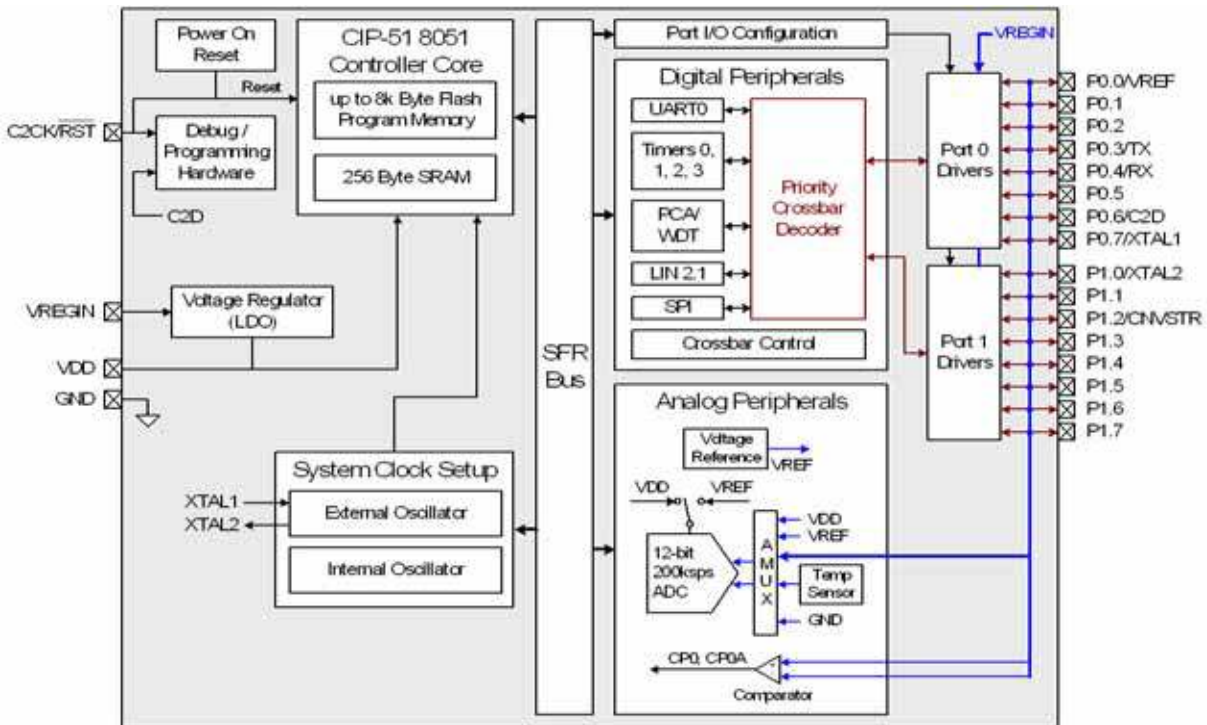 Power On
Reset
Reset
C2CK/RST
Debug /
Programming
Hardware
C2D
CIP-51 8051
Controller Core
up to 8k Byte Flash
Program Memory
256 Byte SRAM
VREGIN
Voltage Regulator
(LDO)
VDD
GND
System Clock Setup
XTAL1
XTAL2
External Oscillator
Internal Oscillator
SFR
Bus
Port I/O Configuration
Digital Peripherals
UART0
Timers 0,
1, 2, 3
PCA/
WDT
LIN 2.1
SPI
Priority
Crossbar
Decoder
Crossbar Control
Analog Peripherals
Voltage
Reference
VREF
VDD
VREF
12-bit
200ksps
ADC
A
M
U
X
VDD
VREF
Temp
Sensor
GND
CP0, CP0A
+
-
Comparator
VREGIN
Port 0
Drivers
Port 1
Drivers
P0.0/VREF
P0.1
P0.2
P0.3/TX
P0.4/RX
P0.5
P0.6/C2D
P0.7/XTAL1
P1.0/XTAL2
P1.1
P1.2/CNVSTR
P1.3
P1.4
P1.5
P1.6
P1.7